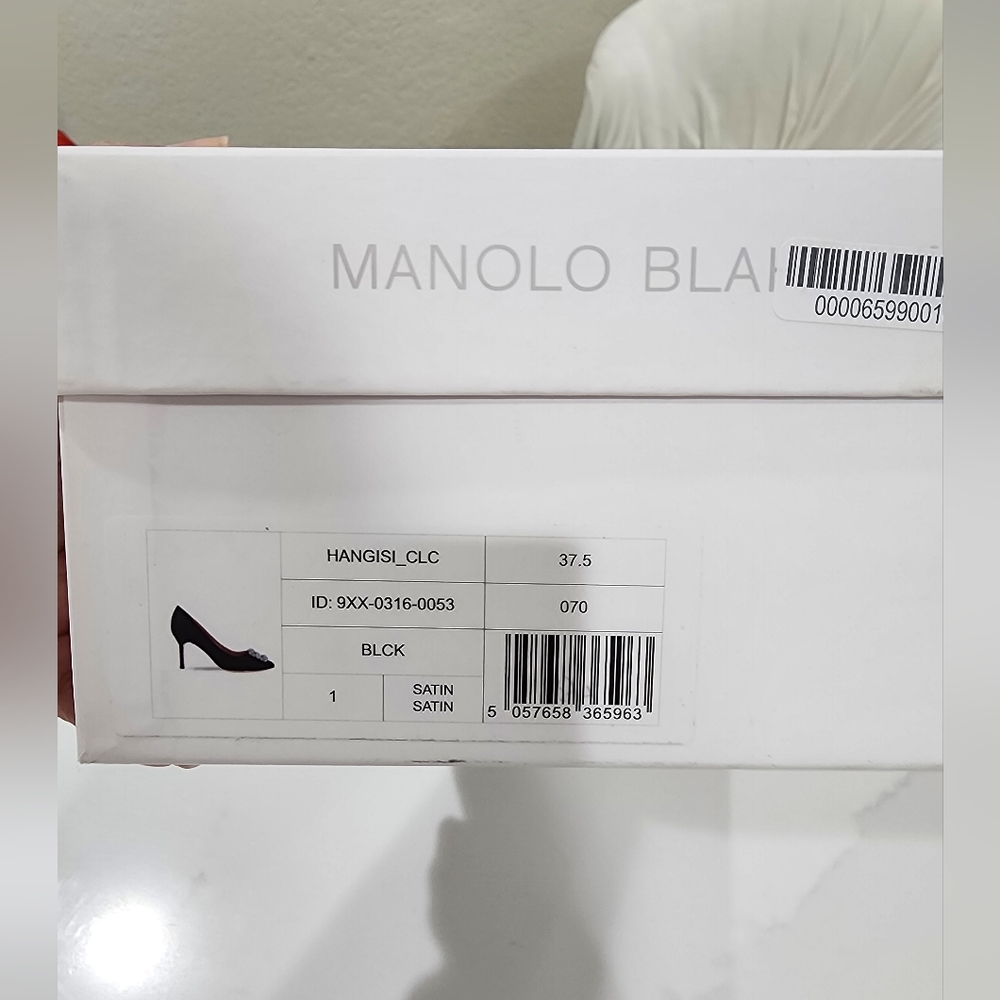 MANOLO BLA
00006599001
HANGISI_CLC
37.5
ID: 9XX-0316-0053
070
BLCK
1
SATIN
SATIN
5 057658 365963